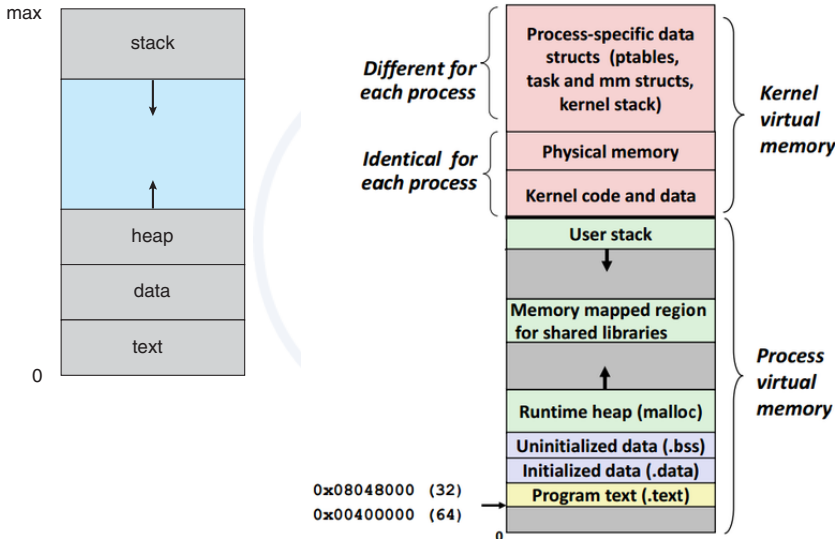 max
stack
heap
data
text
0
Different for
each process
Identical for
each process
Process-specific data
structs (ptables,
task and mm structs,
kernel stack)
Physical memory
Kernel code and data
Kernel
virtual
memory
User stack
Memory mapped region
for shared libraries
Runtime heap (malloc)
Uninitialized data (.bss)
Initialized data (.data)
Program text (.text)
Process
virtual
memory
0x08048000 (32)
0x00400000 (64)
0